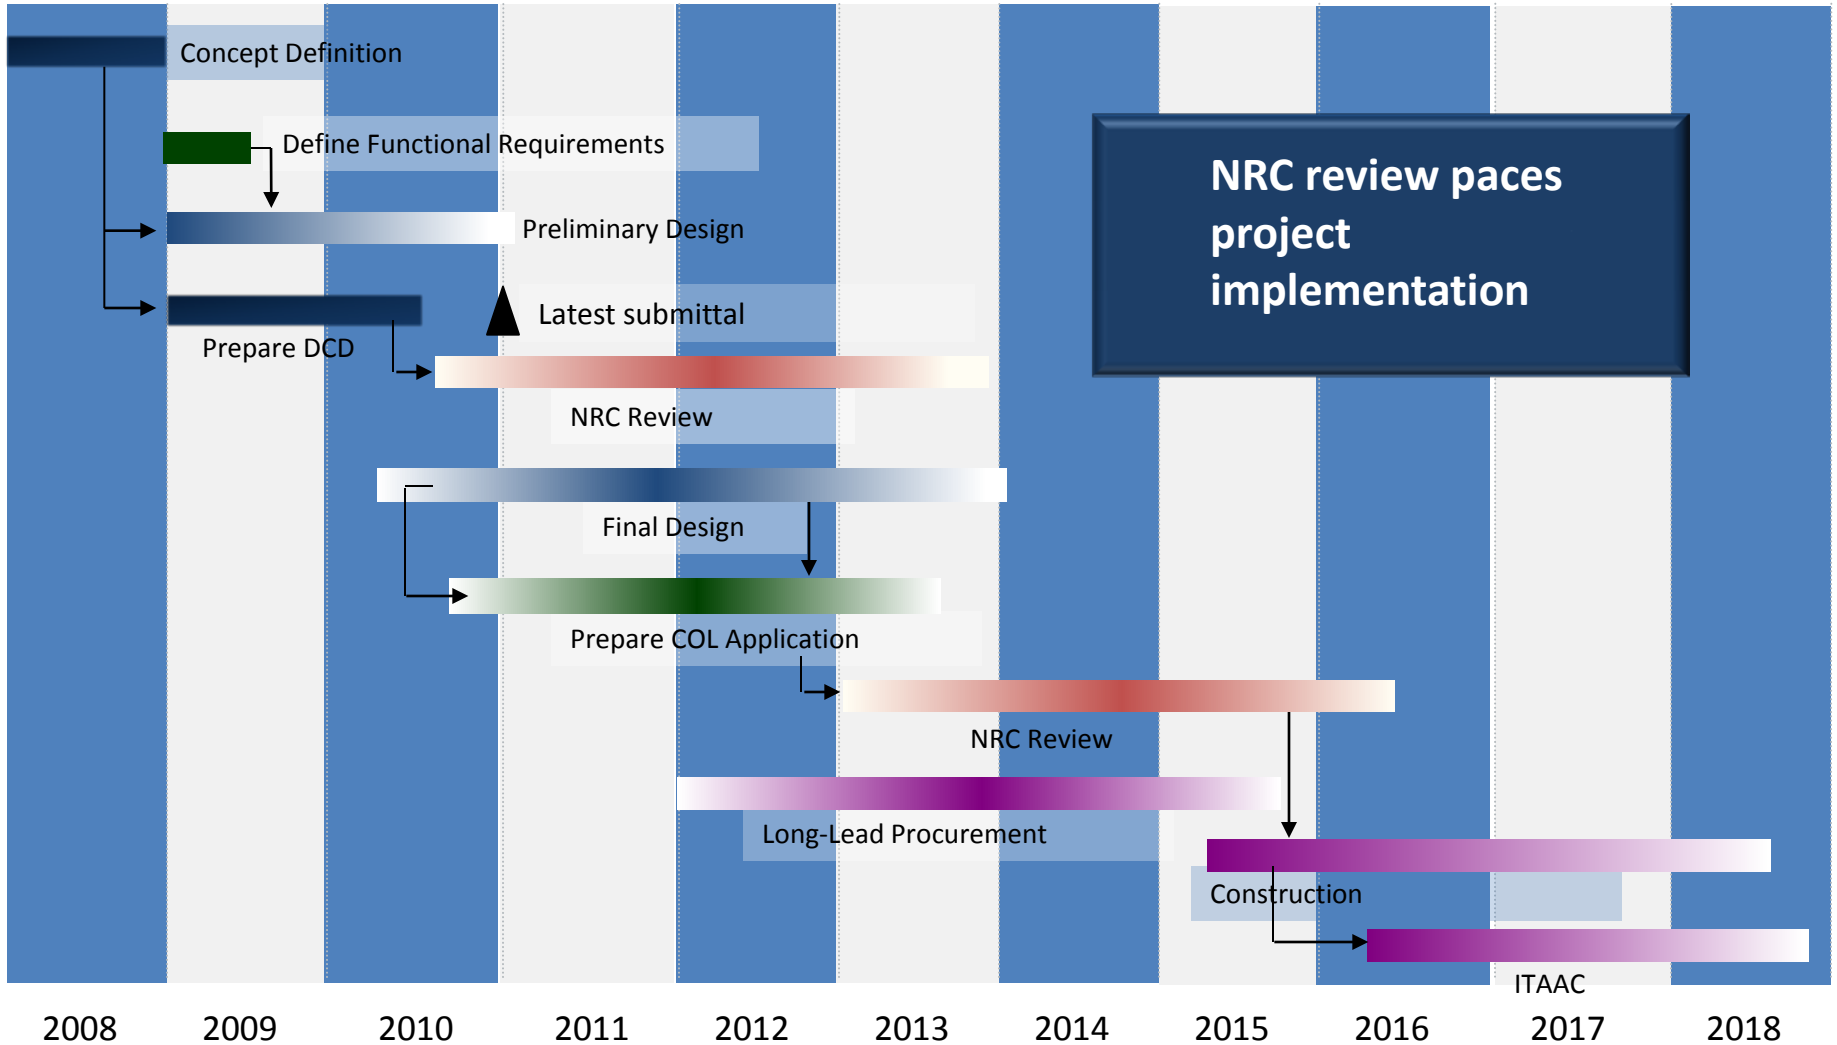 Concept Definition
Define Functional Requirements
Preliminary Design
Latest submittal
Prepare DCD
NRC Review
Final Design
Prepare COL Application
NRC Review
Long-Lead Procurement
Construction
ITAAC
NRC review paces
project
implementation
2008 2009 2010 2011 2012 2013 2014 2015 2016 2017 2018